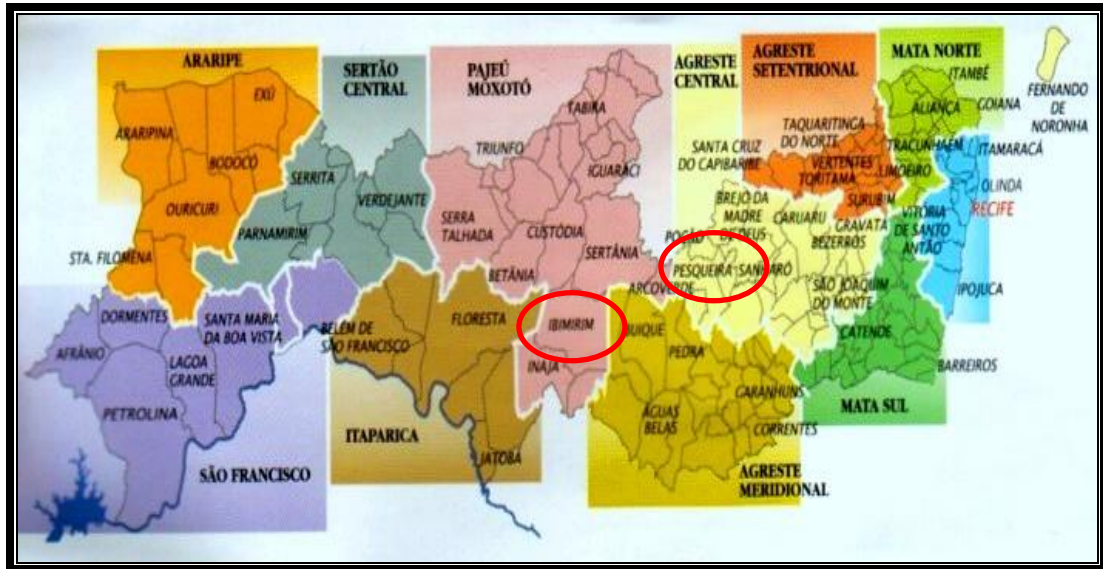 ARARIPE
EXÚ
ARARIPINA
BODOCÓ
OURICURI
STA. FILOMENA
SERTÃO
CENTRAL
SERRITA
VERDEJANTE
PARNAMIRIM
PAJEÚ
MOXOTÓ
TABIRA
TRIUNFO
IGUARACI
SERRA
TALHADA
CUSTÓDIA
SERTÂNIA
BETÂNIA
IBIMIRIM
INAJÁ
AGRESTE
CENTRAL
SANTA CRUZ
DO CAPIBARIBE
BREJO DA
MADRE
DE DEUS
CARUARU
GRAVATÁ
BEZERROS
POÇÃO
PESQUEIRA
SANHARÓ
ARCOVERDE
SÃO JOAQUIM
DO MONTE
AGRESTE
SETENTRIONAL
TAQUARITINGA
DO NORTE
VERTENTES
TORITAMA
LIMOEIRO
SURUBIM
MATA NORTE
ITAMBÉ
ALIANÇA
GOIANA
TRACUNHAÉM
FERNANDO
DE
NORONHA
ITAMARACÁ
OLINDA
RECIFE
IPOJUCA
VITÓRIA
DE SANTO
ANTÃO
CATENDE
BARREIROS
MATA SUL
DORMENTES
SANTA MARIA
DA BOA VISTA
AFRÂNIO
LAGOA
GRANDE
PETROLINA
SÃO FRANCISCO
BELÉM DE
SÃO FRANCISCO
FLORESTA
ITAPARICA
JATOBÁ
BUIQUE
PEDRA
GARANHUNS
ÁGUAS
BELAS
CORRENTES
AGRESTE
MERIDIONAL